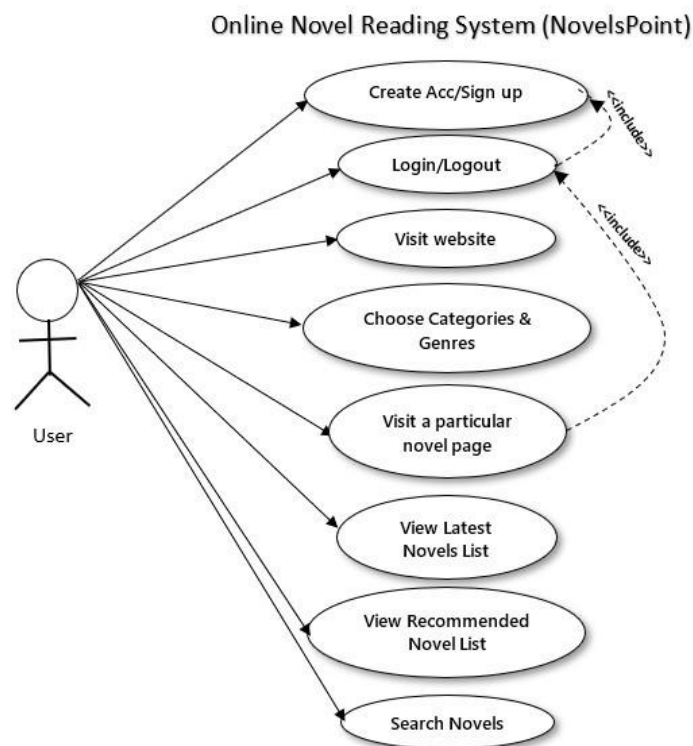 Online Novel Reading System (NovelsPoint)
Create Acc/Sign up
<<include>>
Login/Logout
<<include>>
Visit website
Choose Categories &
Genres
User
Visit a particular
novel page
View Latest
Novels List
View Recommended
Novel List
Search Novels